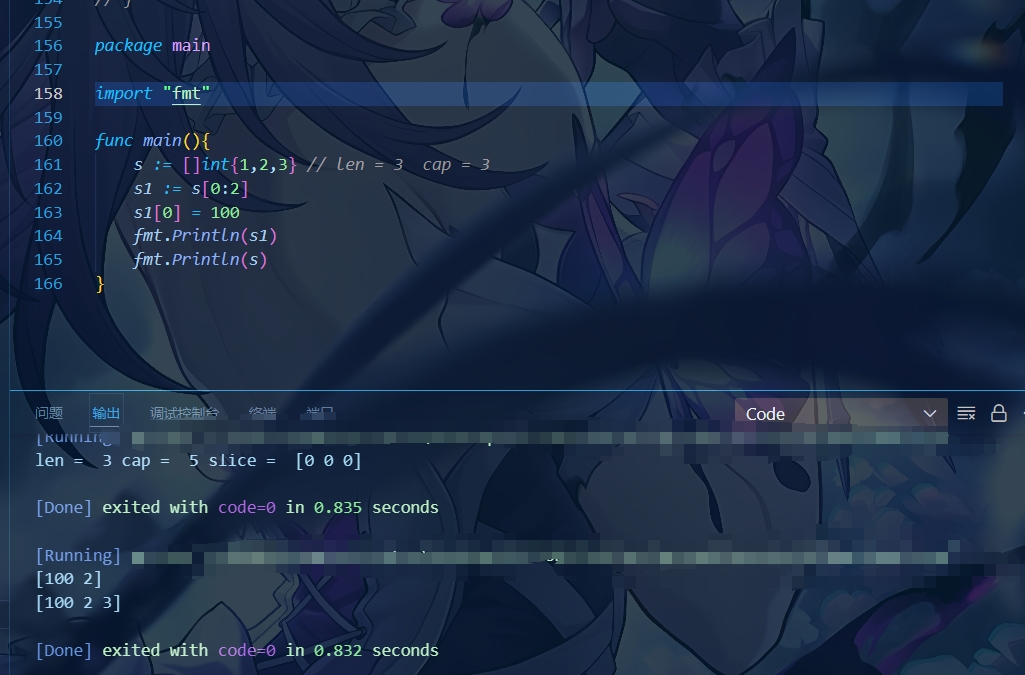 154 // }
155
156 package main
157
158 import "fmt"
159
160 func main(){
161 s := []int{1,2,3} // len = 3  cap = 3
162 s1 := s[0:2]
163 s1[0] = 100
164 fmt.Println(s1)
165 fmt.Println(s)
166 }
问题 输出 调试控制台 终端 端口 Code
[Running]
len =  3 cap =  5 slice =  [0 0 0]
[Done] exited with code=0 in 0.835 seconds
[Running]
[100 2]
[100 2 3]
[Done] exited with code=0 in 0.832 seconds